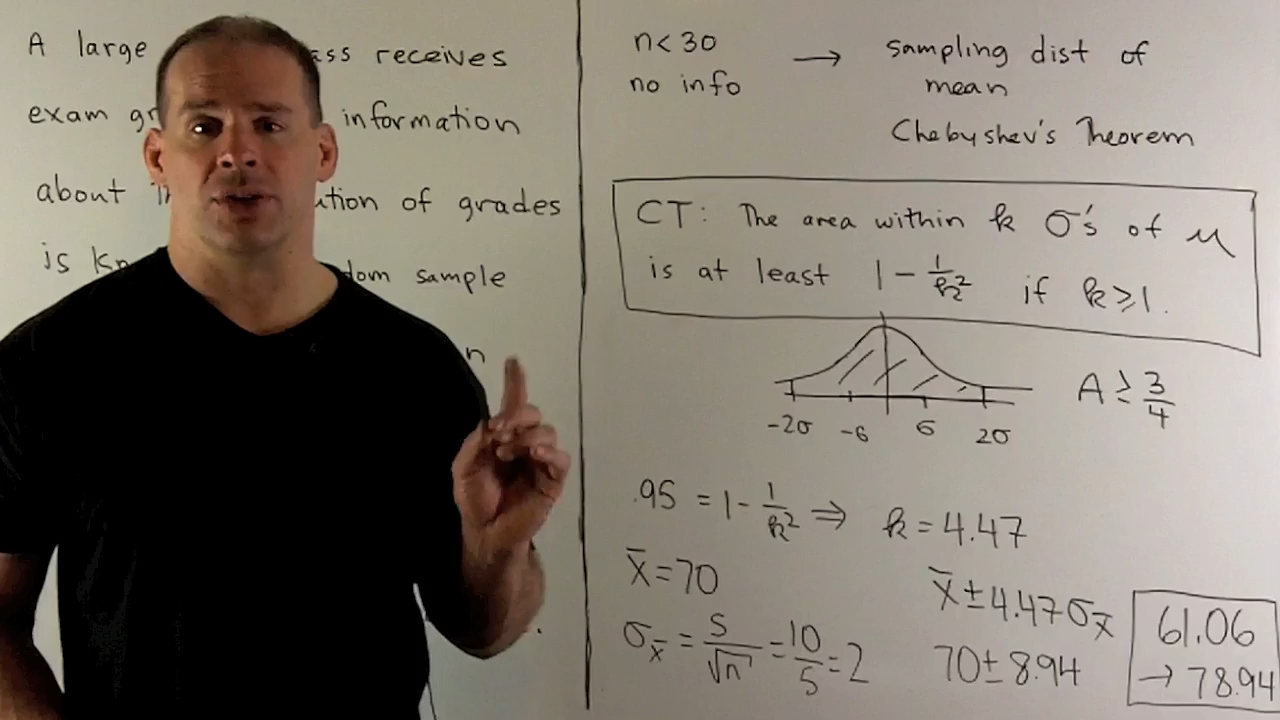 A large ass receives
exam gr information
about ution of grades
is Kn dom sample
n
n<30 → sampling dist of
no info mean
Chebyshev's Theorem
CT: The area within k σ's of μ
is at least 1 - 1/k² if k≥1.
A ≥ 3/4
-2σ -σ σ 2σ
.95 = 1 - 1/k² ⇒ k = 4.47
x̄ = 70
x̄ ± 4.47 σx̄
σx̄ = s/√n = 10/5 = 2
70 ± 8.94
61.06
→ 78.94